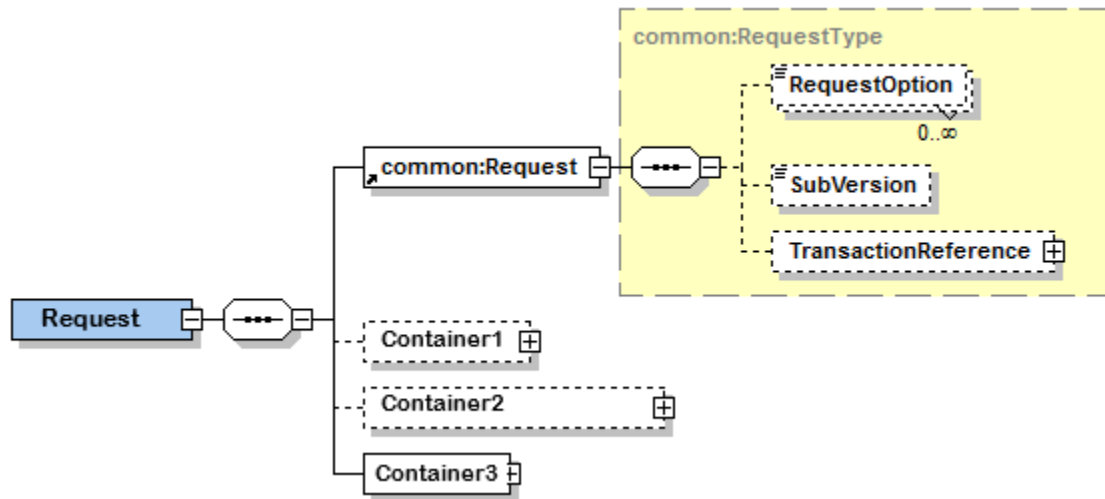 common:RequestType
RequestOption
0..∞
common:Request
SubVersion
TransactionReference
Request
Container1
Container2
Container3